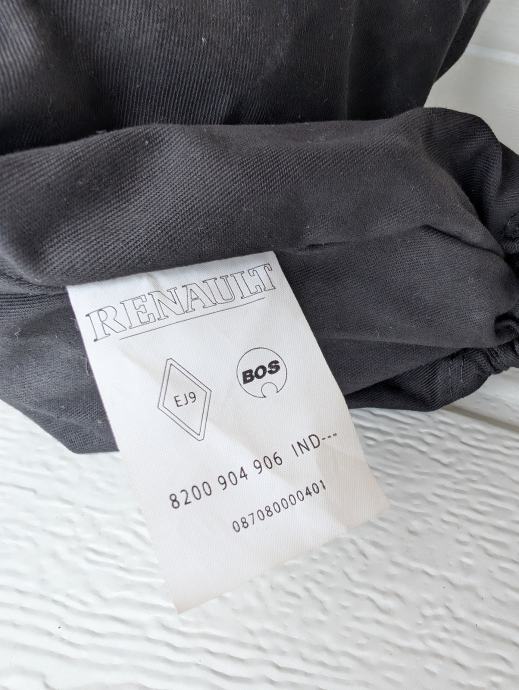 RENAULT
EJ9
BOS
8200 904 906 IND---
087080000401